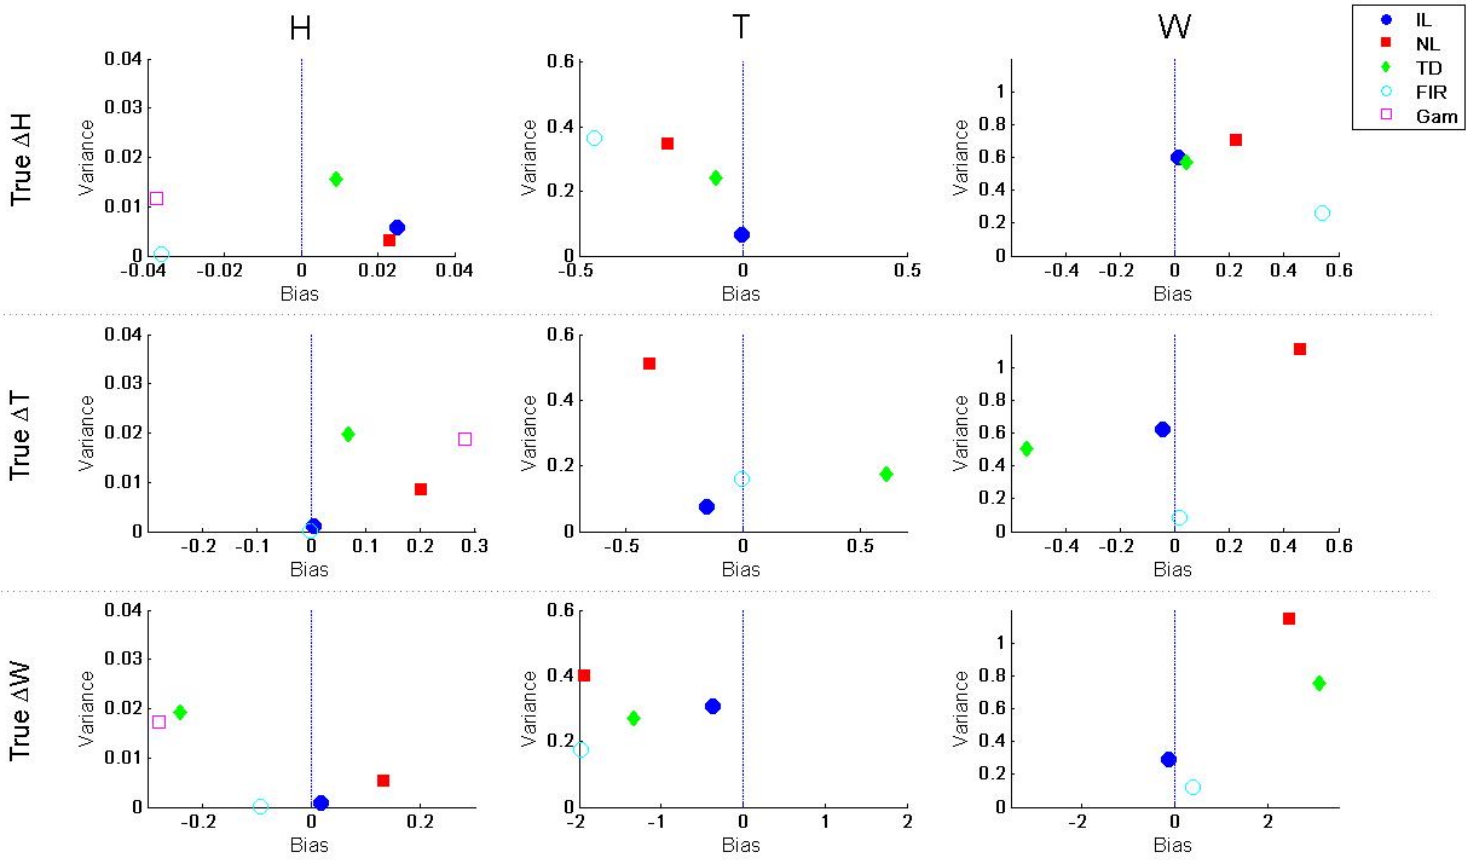 H T W
IL
NL
TD
FIR
Gam
True ΔH
Variance
0.04
0.03
0.02
0.01
0
-0.04 -0.02 0 0.02 0.04
Bias
Variance
0.6
0.4
0.2
0
-0.5 0 0.5
Bias
Variance
1
0.8
0.6
0.4
0.2
0
-0.4 -0.2 0 0.2 0.4 0.6
Bias
True ΔT
Variance
0.04
0.03
0.02
0.01
0
-0.2 -0.1 0 0.1 0.2 0.3
Bias
Variance
0.6
0.4
0.2
0
-0.5 0 0.5
Bias
Variance
1
0.8
0.6
0.4
0.2
0
-0.4 -0.2 0 0.2 0.4 0.6
Bias
True ΔW
Variance
0.04
0.03
0.02
0.01
0
-0.2 0 0.2
Bias
Variance
0.6
0.4
0.2
0
-2 -1 0 1 2
Bias
Variance
1
0.8
0.6
0.4
0.2
0
-2 0 2
Bias